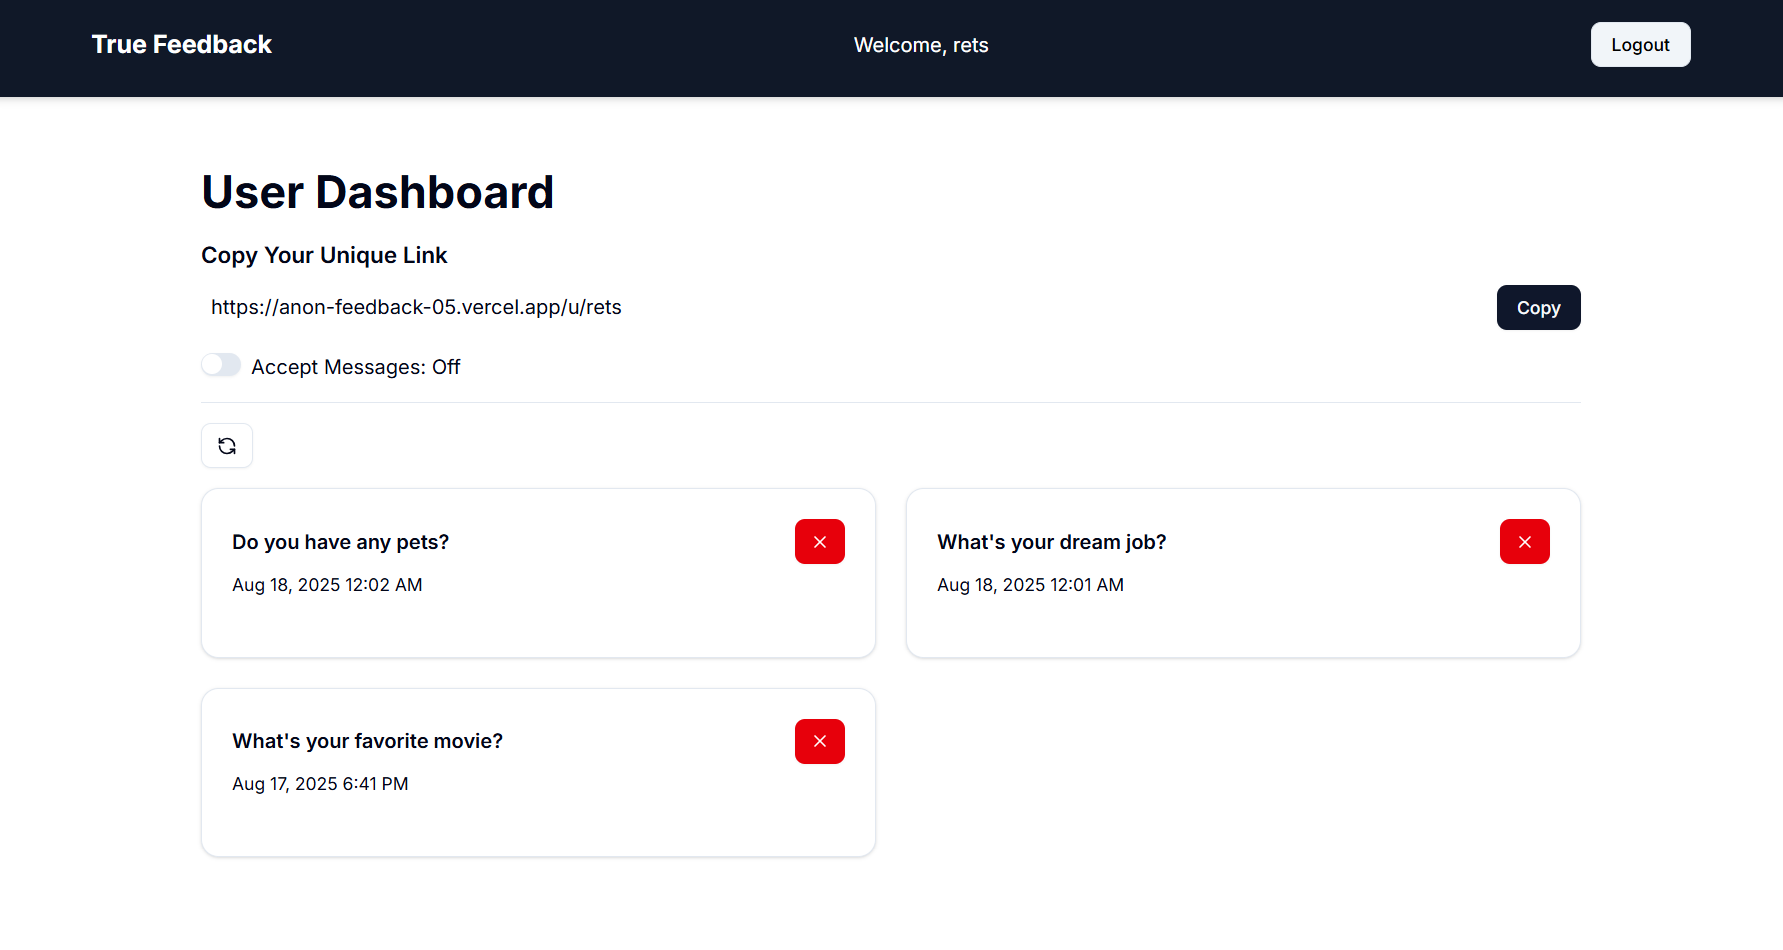 True Feedback
Welcome, rets
Logout
User Dashboard
Copy Your Unique Link
https://anon-feedback-05.vercel.app/u/rets
Copy
Accept Messages: Off
Do you have any pets?
Aug 18, 2025 12:02 AM
What's your dream job?
Aug 18, 2025 12:01 AM
What's your favorite movie?
Aug 17, 2025 6:41 PM